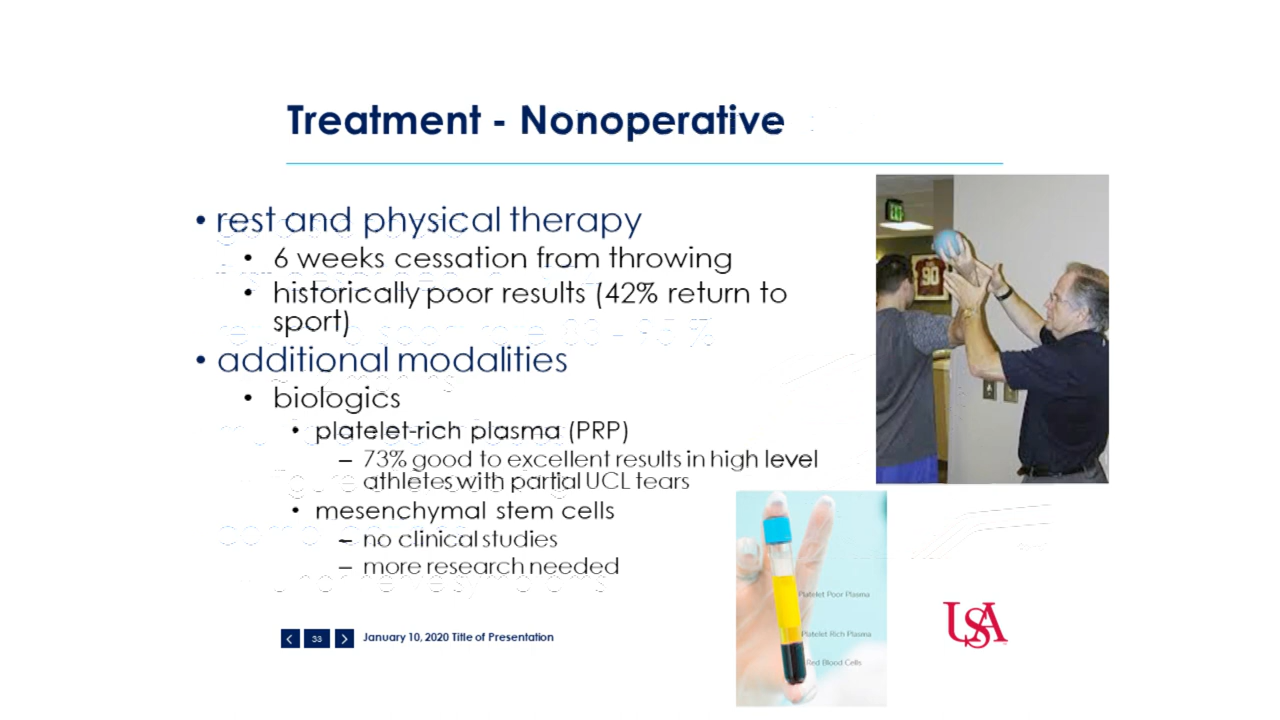 Treatment - Nonoperative
• rest and physical therapy
• 6 weeks cessation from throwing
• historically poor results (42% return to
sport)
• additional modalities
• biologics
• platelet-rich plasma (PRP)
– 73% good to excellent results in high level
athletes with partial UCL tears
• mesenchymal stem cells
– no clinical studies
– more research needed
EXIT
90
Platelet Poor Plasma
Platelet Rich Plasma
Red Blood Cells
USA
33
January 10, 2020 Title of Presentation